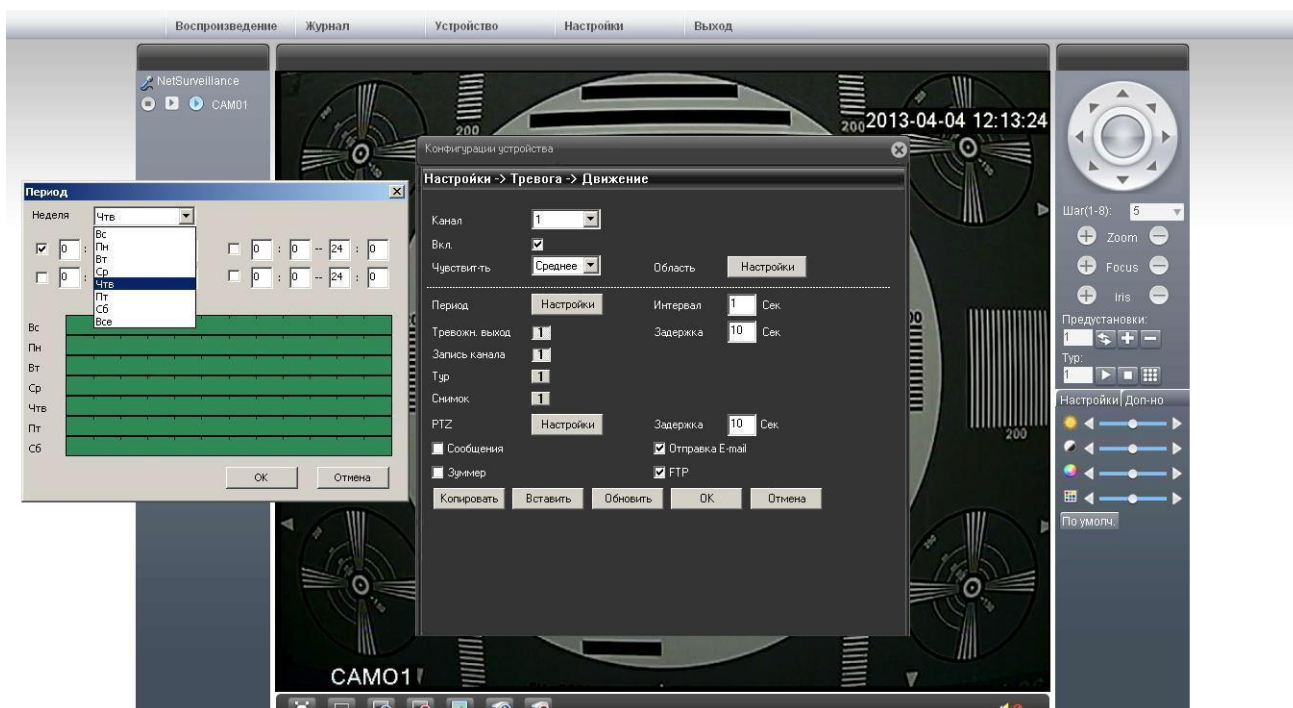 Воспроизведение Журнал Устройство Настройки Выход
NetSurveillance
CAM01
200
200
2013-04-04 12:13:24
Конфигурации устройства
Настройки -> Тревога -> Движение
Канал 1
Вкл.
Чувствит-ть Среднее Область Настройки
Период Настройки Интервал 1 Сек
Тревожн. выход 1 Задержка 10 Сек
Запись канала 1
Тур 1
Снимок 1
PTZ Настройки Задержка 10 Сек
Сообщения Отправка E-mail
Зуммер FTP
Копировать Вставить Обновить OK Отмена
Период
Неделя Чтв
Вс
Пн
Вт
Ср
Чтв
Пт
Сб
Все
0 : 0 : 0 -- 24 : 0
0 : 0 : 0 -- 24 : 0
Вс
Пн
Вт
Ср
Чтв
Пт
Сб
OK Отмена
Шаг(1-8): 5
Zoom
Focus
Iris
Предустановки:
1
Тур:
1
Настройки Доп-но
По умолч.
200
200
CAM01